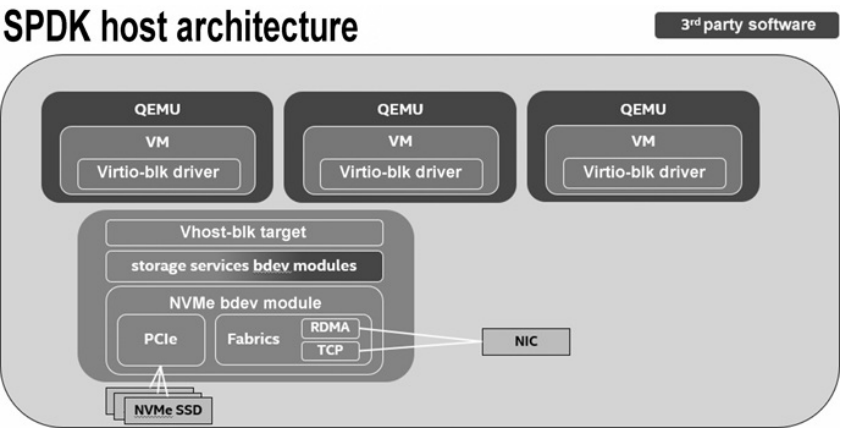 SPDK host architecture
3rd party software
QEMU
VM
Virtio-blk driver
QEMU
VM
Virtio-blk driver
QEMU
VM
Virtio-blk driver
Vhost-blk target
storage services bdev modules
NVMe bdev module
PCIe
Fabrics
RDMA
TCP
NIC
NVMe SSD